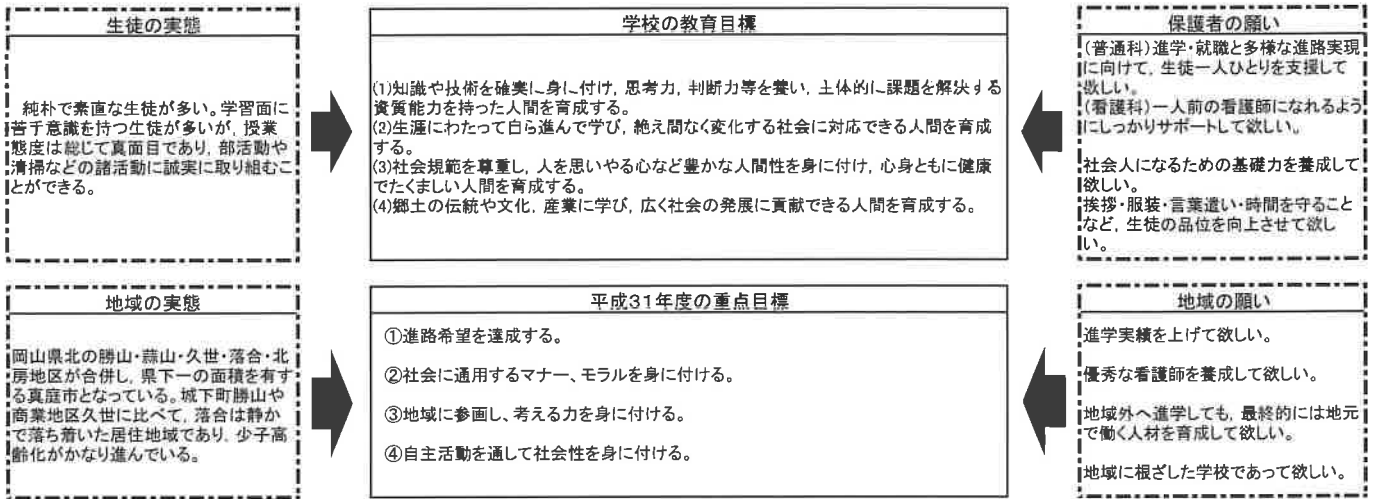 生徒の実態
純朴で素直な生徒が多い。学習面に
苦手意識を持つ生徒が多いが，授業
態度は総じて真面目であり，部活動や
清掃などの諸活動に誠実に取り組むこ
とができる。
学校の教育目標
(1)知識や技術を確実に身に付け，思考力，判断力等を養い，主体的に課題を解決する
資質能力を持った人間を育成する。
(2)生涯にわたって自ら進んで学び，絶え間なく変化する社会に対応できる人間を育成
する。
(3)社会規範を尊重し，人を思いやる心など豊かな人間性を身に付け，心身ともに健康
でたくましい人間を育成する。
(4)郷土の伝統や文化，産業に学び，広く社会の発展に貢献できる人間を育成する。
保護者の願い
(普通科)進学・就職と多様な進路実現
に向けて，生徒一人ひとりを支援して
欲しい。
(看護科)一人前の看護師になれるよう
にしっかりサポートして欲しい。
社会人になるための基礎力を養成して
欲しい。
挨拶・服装・言葉遣い・時間を守ること
など，生徒の品位を向上させて欲し
い。
地域の実態
岡山県北の勝山・蒜山・久世・落合・北
房地区が合併し，県下一の面積を有す
る真庭市となっている。城下町勝山や
商業地区久世に比べて，落合は静か
で落ち着いた居住地域であり，少子高
齢化がかなり進んでいる。
平成31年度の重点目標
①進路希望を達成する。
②社会に通用するマナー、モラルを身に付ける。
③地域に参画し、考える力を身に付ける。
④自主活動を通して社会性を身に付ける。
地域の願い
進学実績を上げて欲しい。
優秀な看護師を養成して欲しい。
地域外へ進学しても，最終的には地元
で働く人材を育成して欲しい。
地域に根ざした学校であって欲しい。